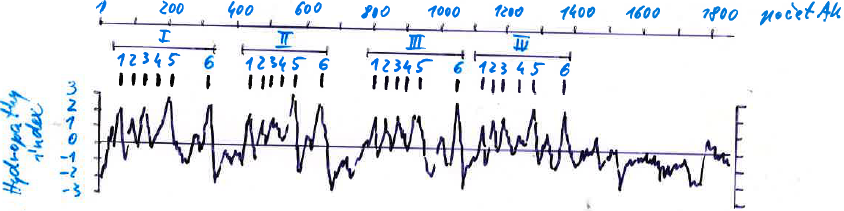 1 200 400 600 800 1000 1200 1400 1600 1800 počet AK
I II III IV
1 2 3 4 5 6 1 2 3 4 5 6 1 2 3 4 5 6 1 2 3 4 5 6
Hydropathy
index
3
2
1
0
-1
-2
-3